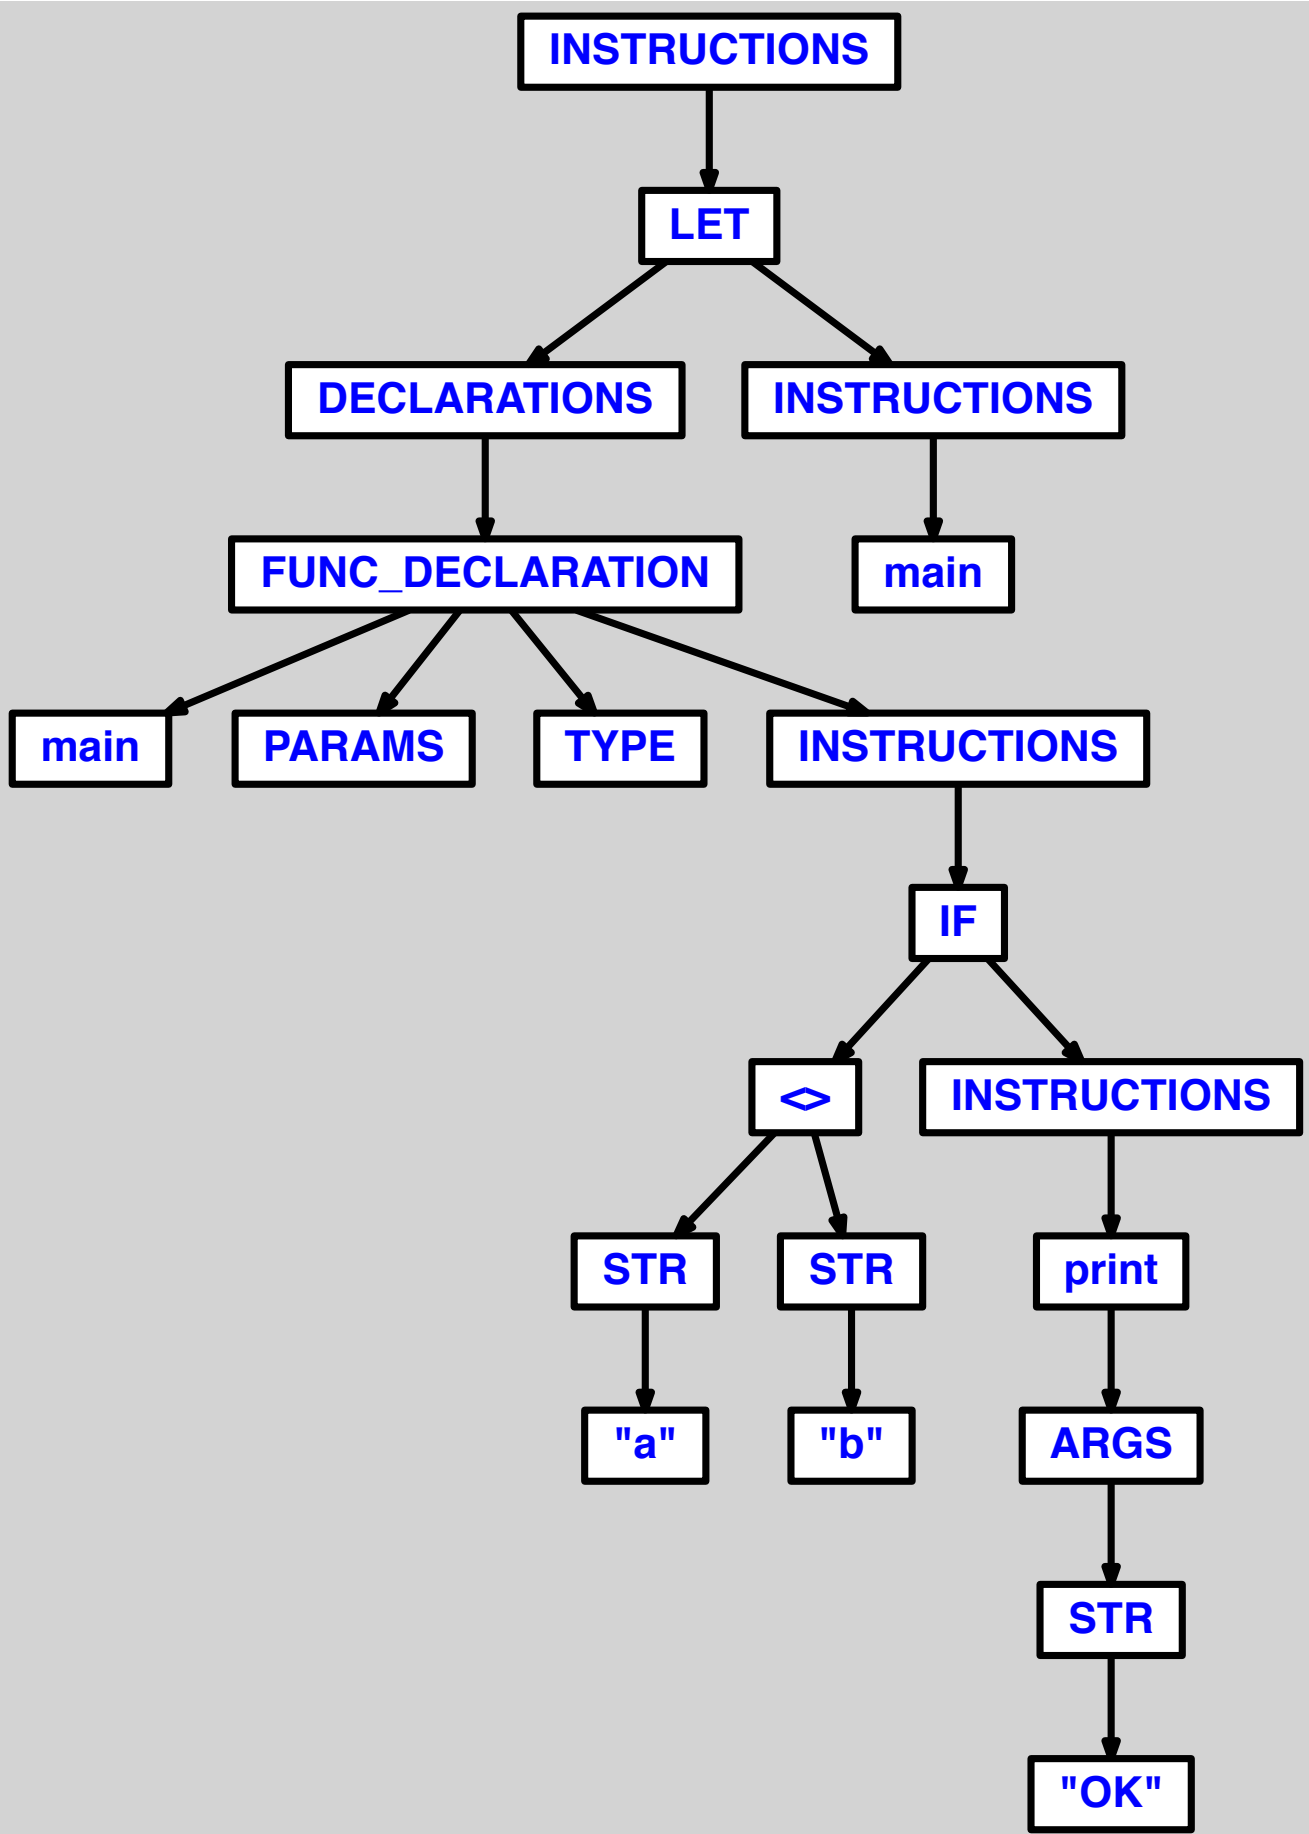 INSTRUCTIONS
LET
DECLARATIONS
INSTRUCTIONS
FUNC_DECLARATION
main
main
PARAMS
TYPE
INSTRUCTIONS
IF
<>
INSTRUCTIONS
STR
STR
print
"a"
"b"
ARGS
STR
"OK"